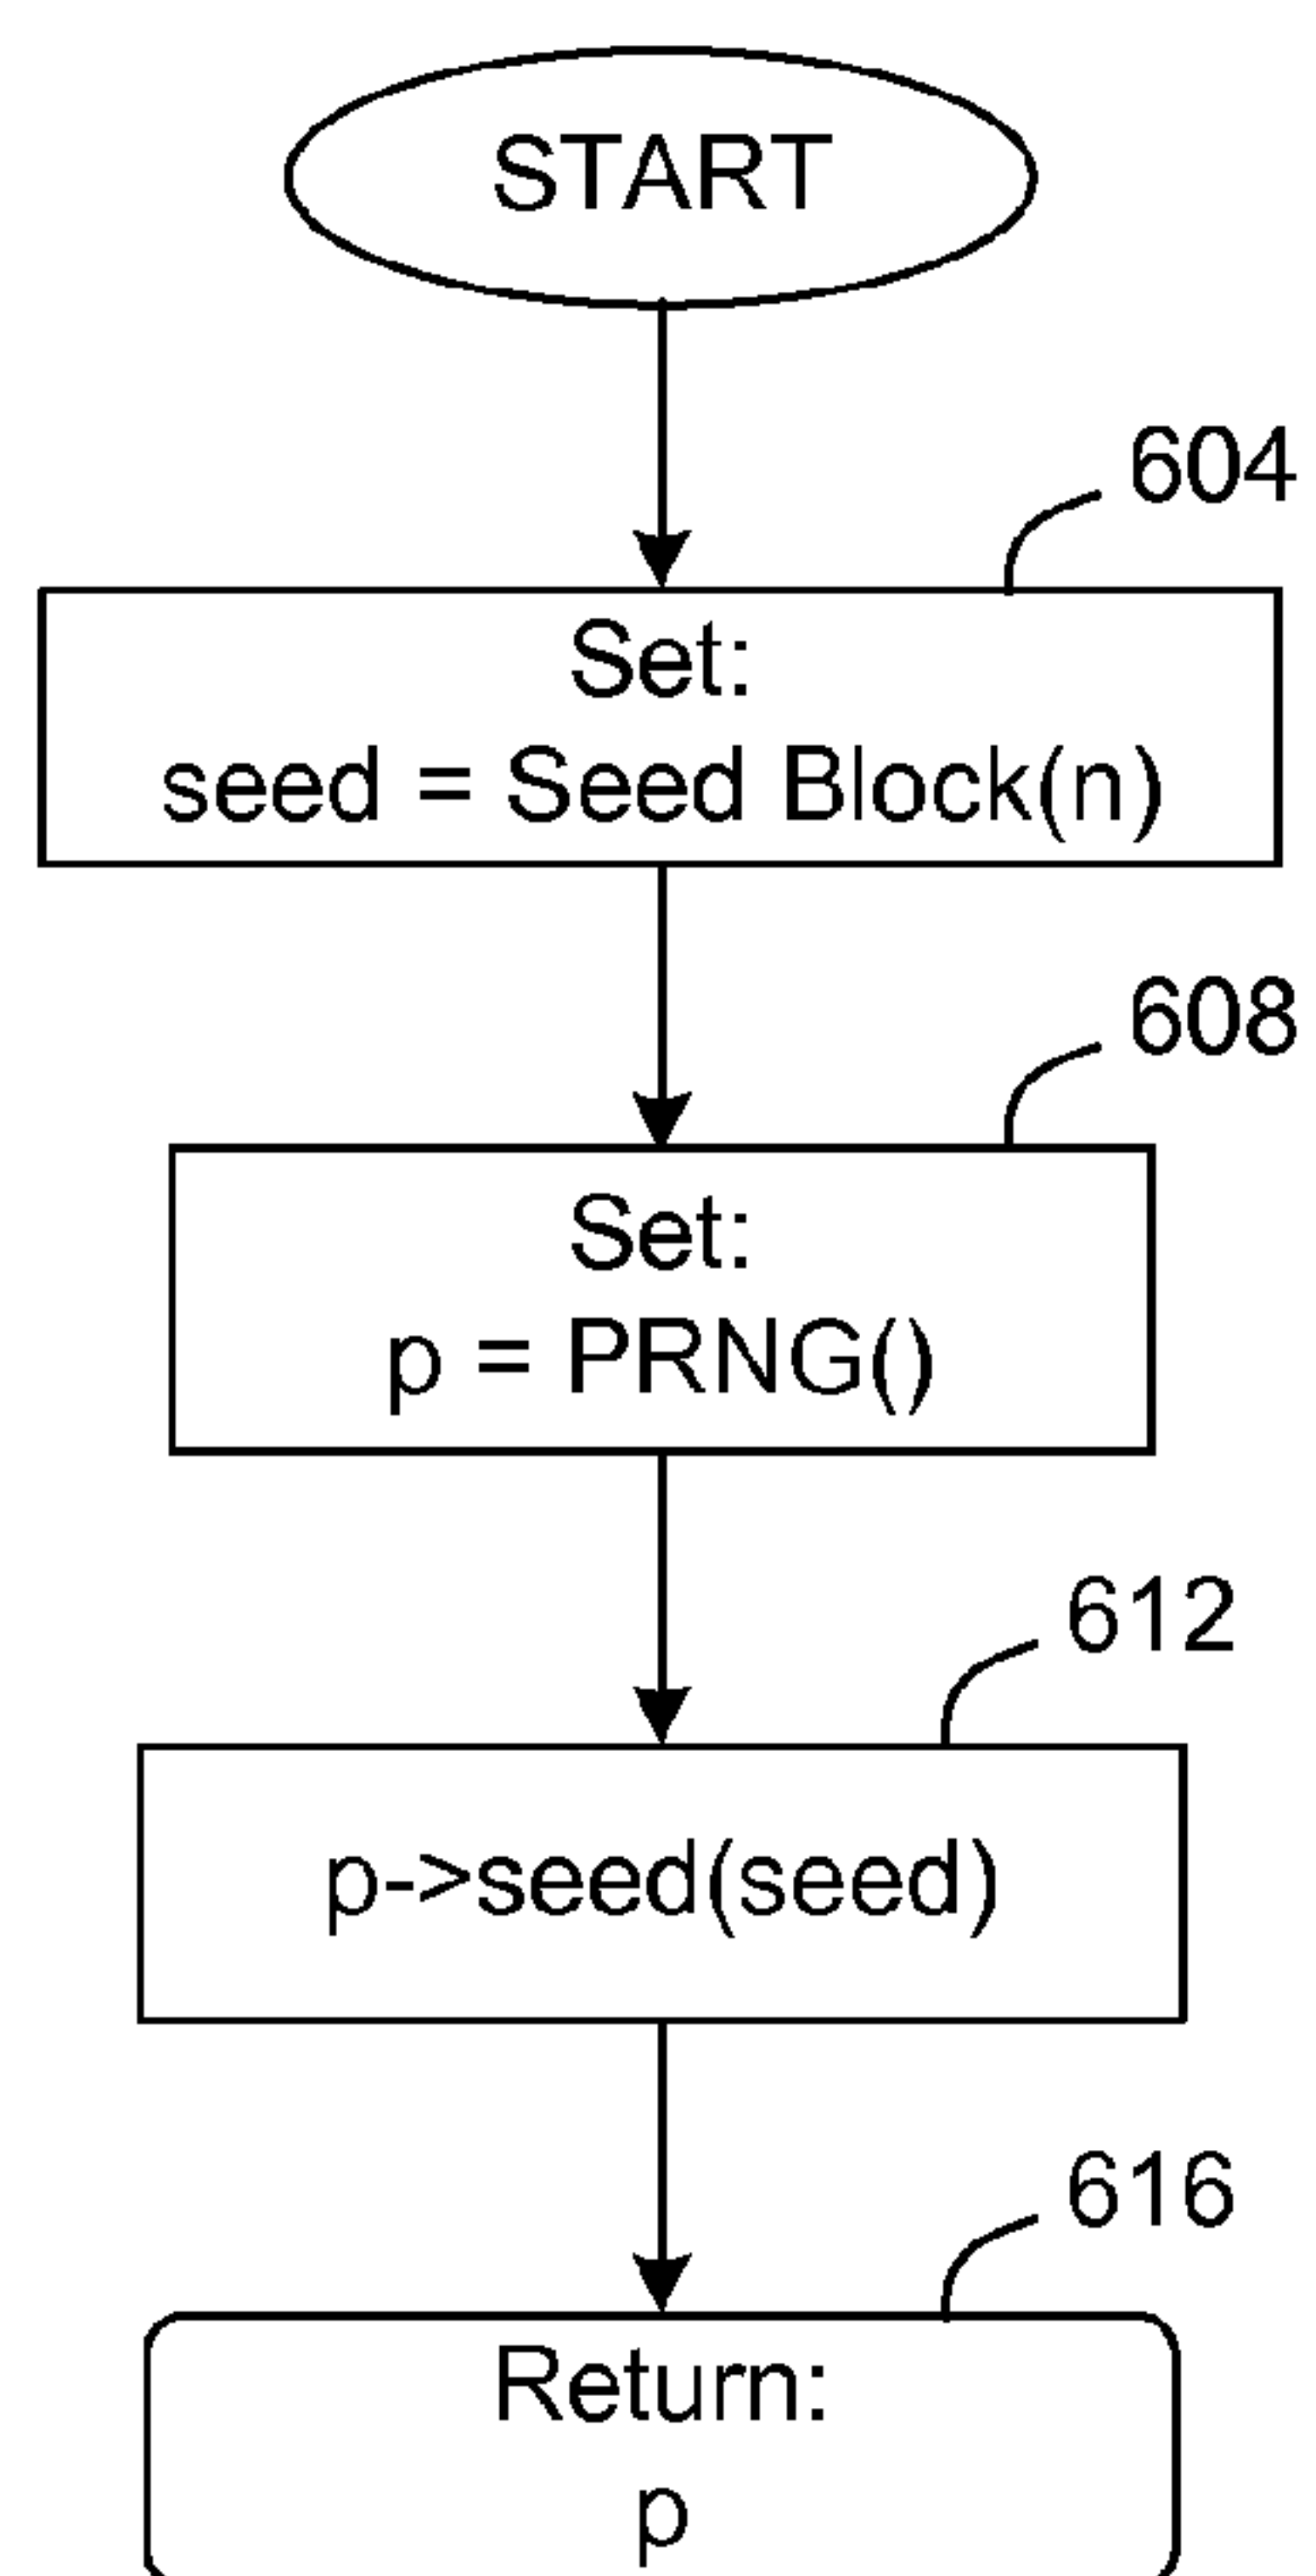 START
604
Set:
seed = Seed Block(n)
608
Set:
p = PRNG()
612
p->seed(seed)
616
Return:
p